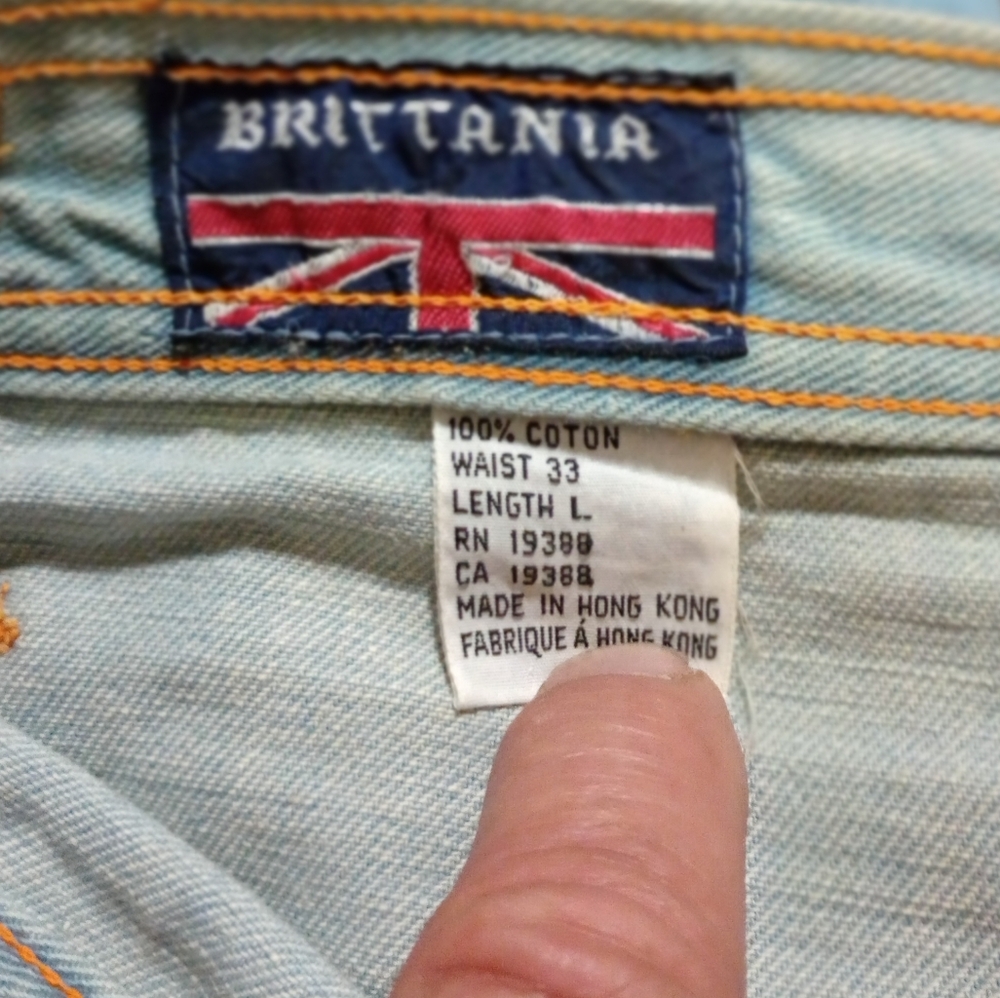 BRITTANIA
100% COTON
WAIST 33
LENGTH L
RN 19388
CA 19388
MADE IN HONG KONG
FABRIQUE Á HONG KONG